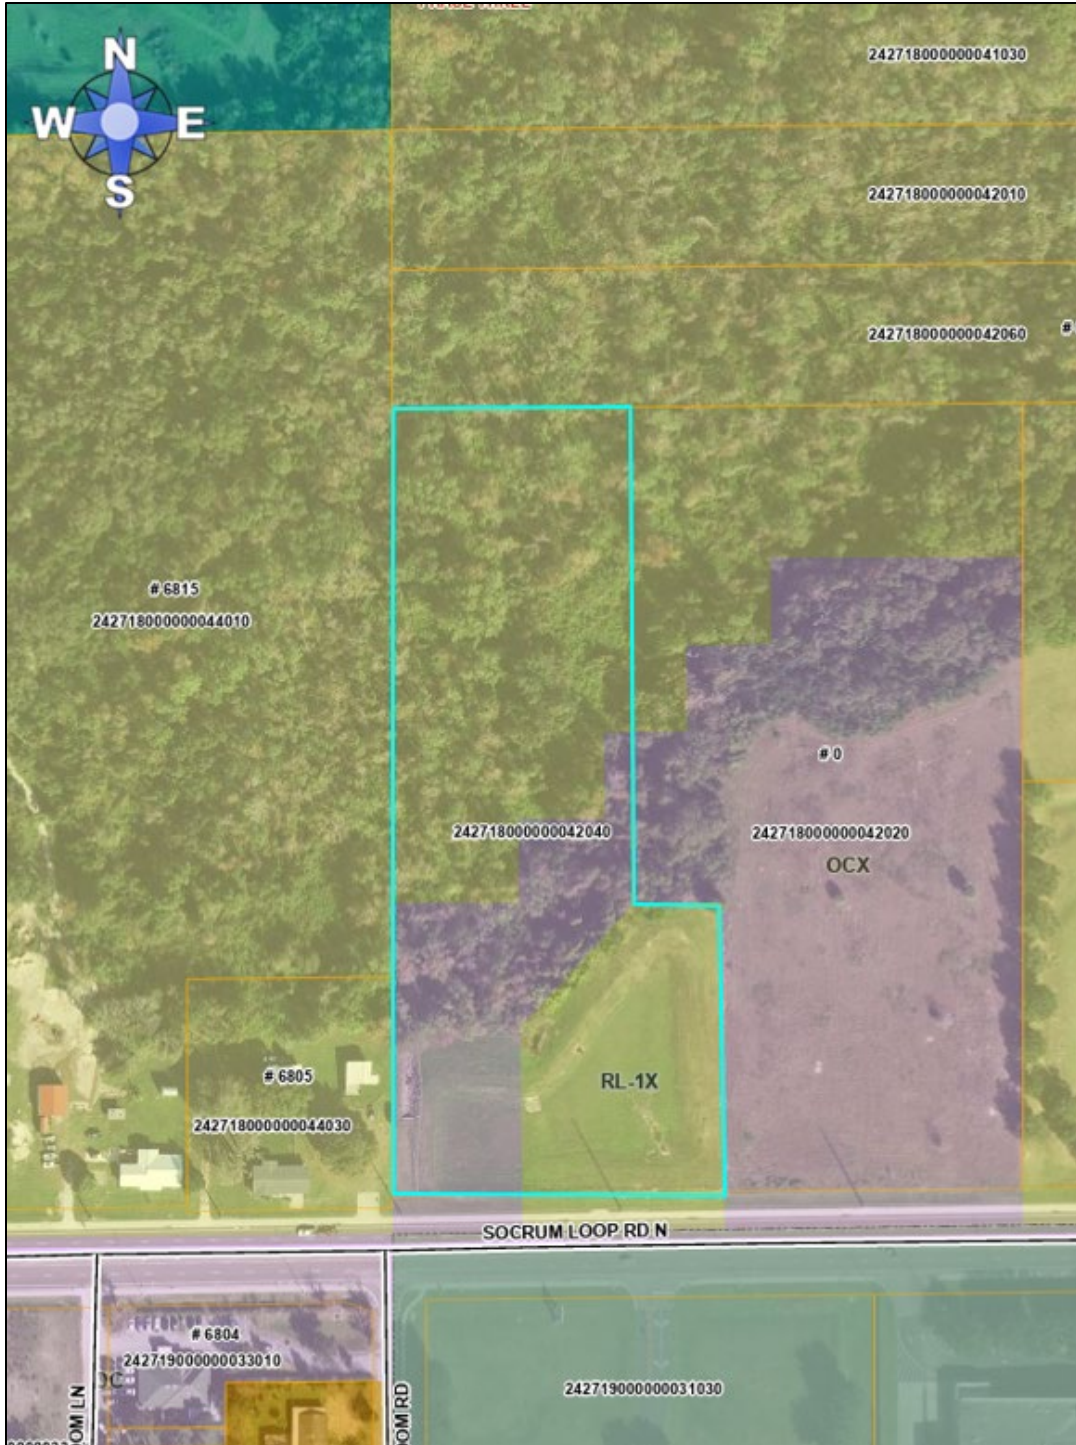 N
W E
S
242718000000041030
242718000000042010
242718000000042060 #
# 6815
242718000000044010
# 0
242718000000042040
242718000000042020
OCX
# 6805
RL-1X
242718000000044030
SOCRUM LOOP RD N
# 6804
242719000000033010
OC
242719000000031030
OM LN
OM RD